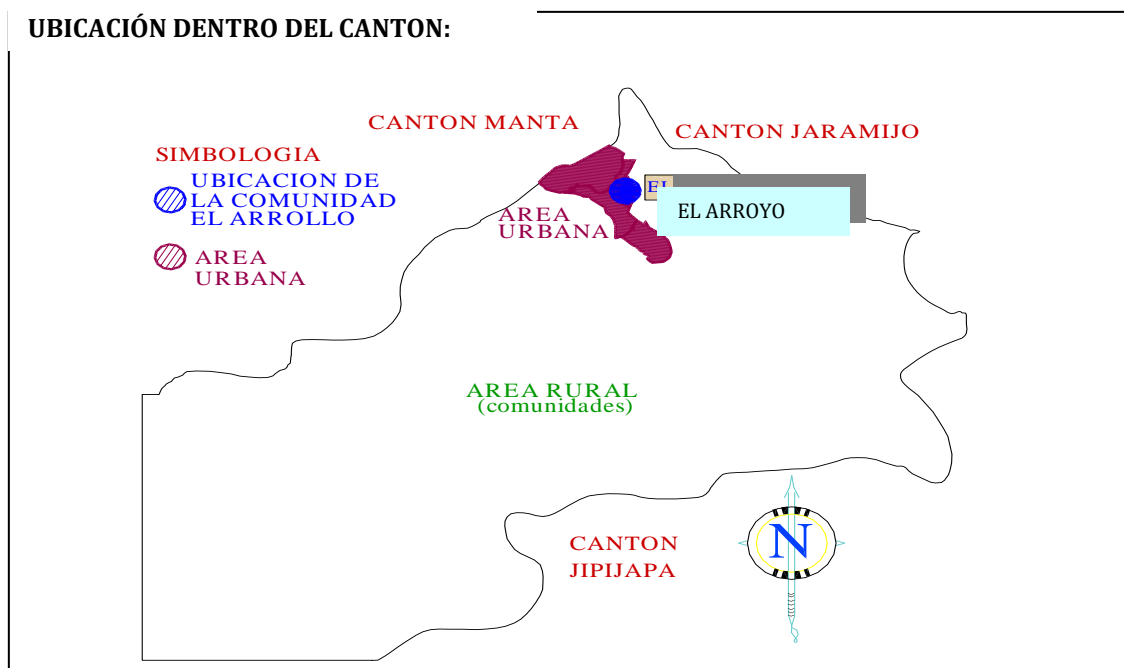 UBICACIÓN DENTRO DEL CANTON:
CANTON MANTA
CANTON JARAMIJO
SIMBOLOGIA
UBICACION DE
LA COMUNIDAD
EL ARROLLO
AREA
URBANA
AREA
URBANA
EL
EL ARROYO
AREA RURAL
(comunidades)
CANTON
JIPIJAPA
N